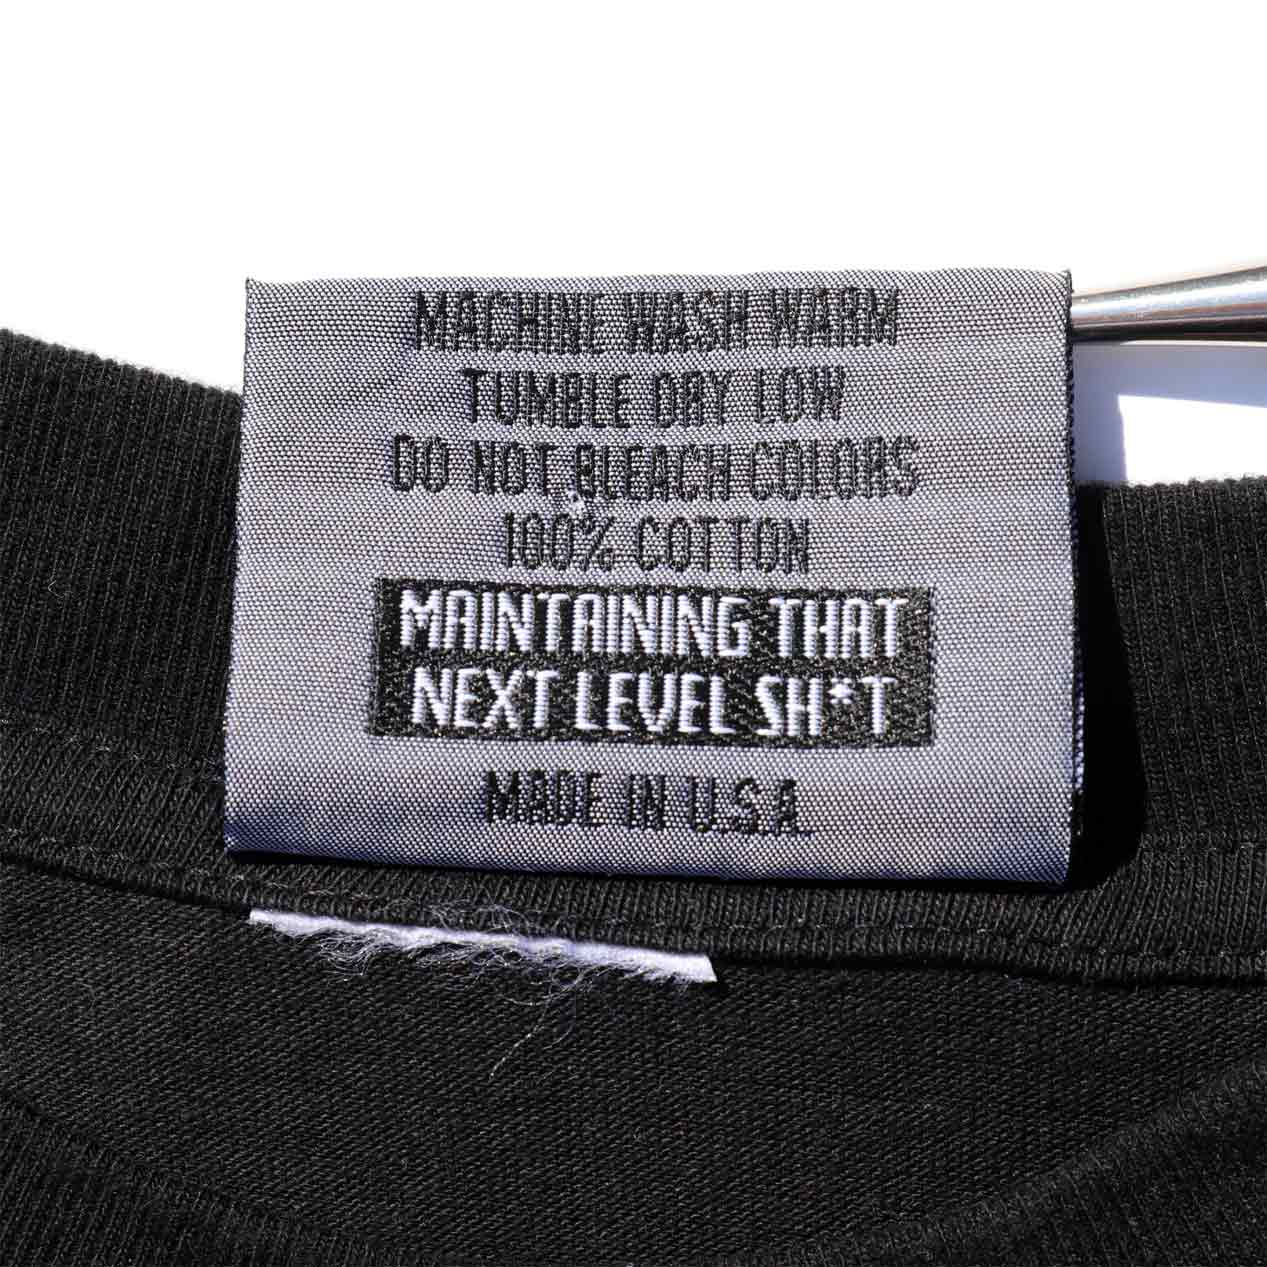 MACHINE WASH WARM
TUMBLE DRY LOW
DO NOT BLEACH COLORS
100% COTTON
MAINTAINING THAT
NEXT LEVEL SH*T
MADE IN U.S.A.